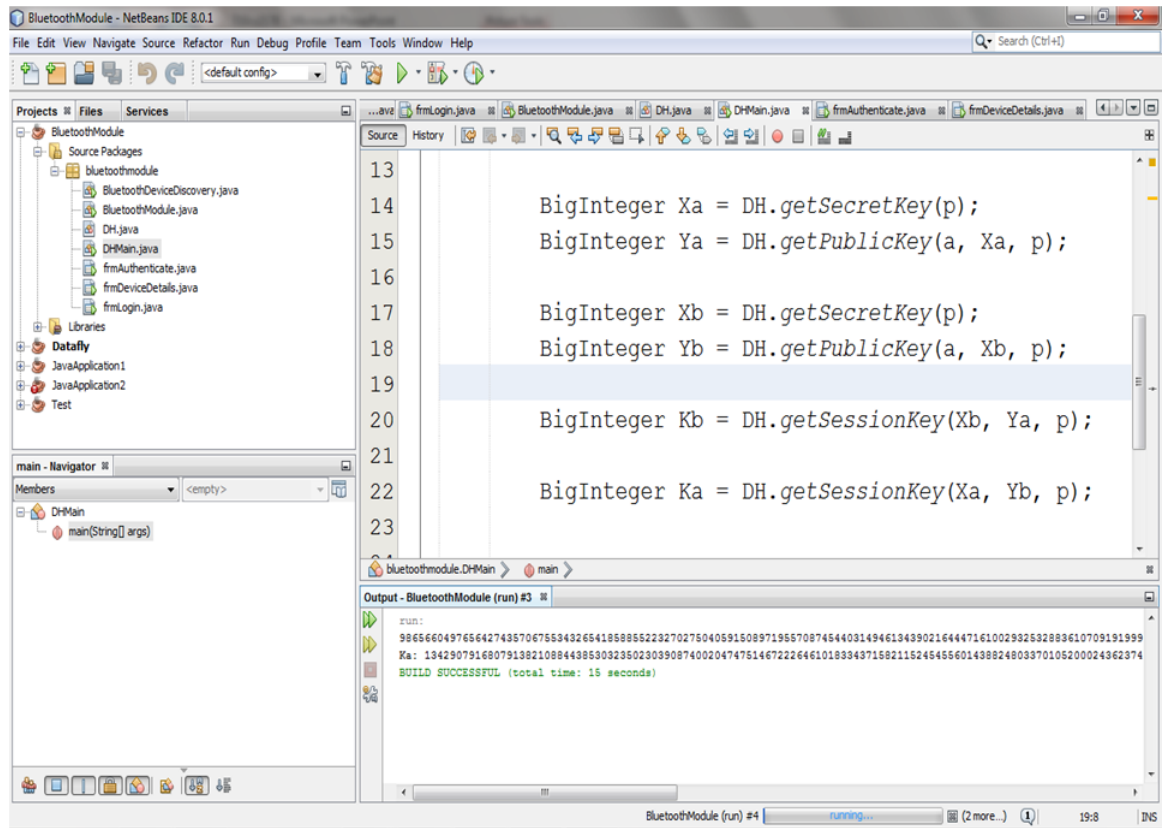 BluetoothModule - NetBeans IDE 8.0.1
File Edit View Navigate Source Refactor Run Debug Profile Team Tools Window Help
Search (Ctrl+I)
<default config>
Projects Files Services
BluetoothModule
Source Packages
bluetoothmodule
BluetoothDeviceDiscovery.java
BluetoothModule.java
DH.java
DHMain.java
frmAuthenticate.java
frmDeviceDetails.java
frmLogin.java
Libraries
Datafly
JavaApplication1
JavaApplication2
Test
main - Navigator
Members <empty>
DHMain
main(String[] args)
...ava frmLogin.java BluetoothModule.java DH.java DHMain.java frmAuthenticate.java frmDeviceDetails.java
Source History
13
14 BigInteger Xa = DH.getSecretKey(p);
15 BigInteger Ya = DH.getPublicKey(a, Xa, p);
16
17 BigInteger Xb = DH.getSecretKey(p);
18 BigInteger Yb = DH.getPublicKey(a, Xb, p);
19
20 BigInteger Kb = DH.getSessionKey(Xb, Ya, p);
21
22 BigInteger Ka = DH.getSessionKey(Xa, Yb, p);
23
bluetoothmodule.DHMain main
Output - BluetoothModule (run) #3
run:
Ka:
BUILD SUCCESSFUL (total time: 15 seconds)
BluetoothModule (run) #4 running... (2 more...) 1 19:8 INS